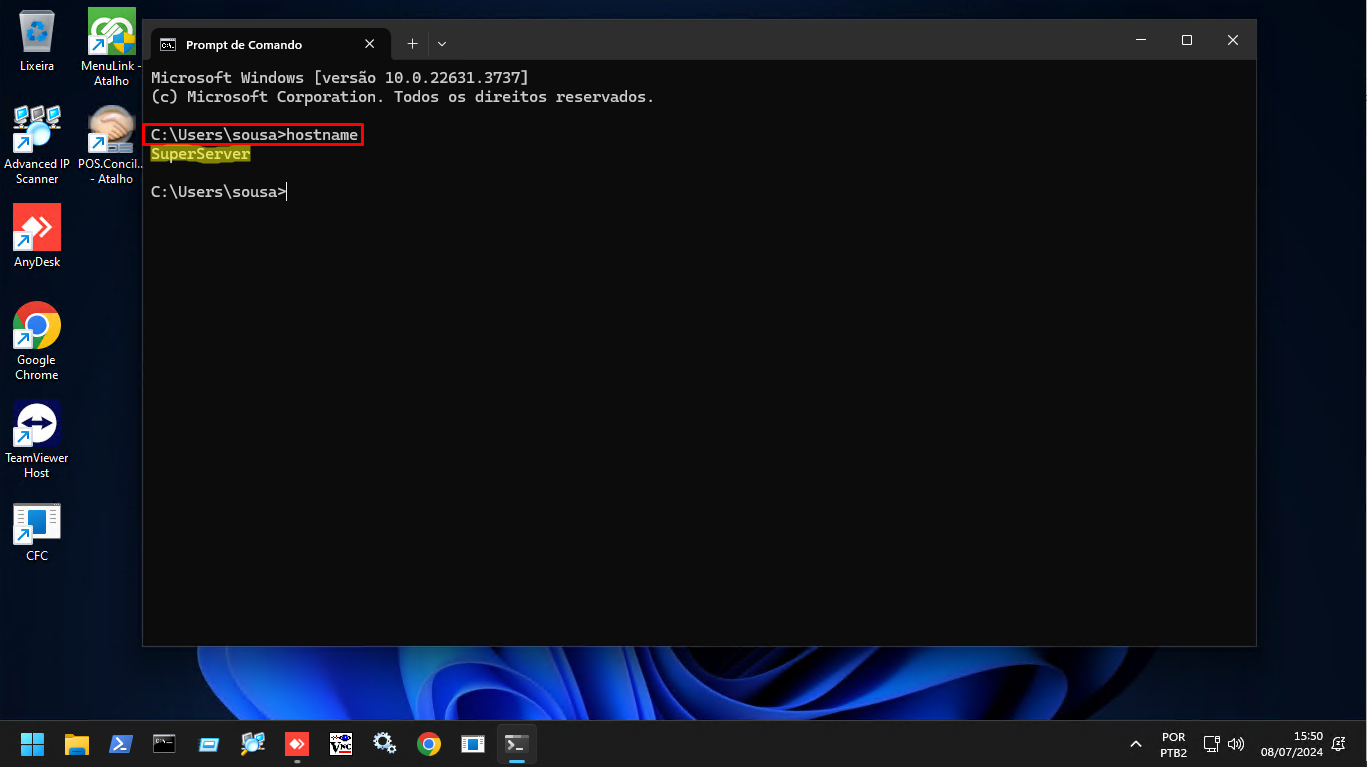 Lixeira
MenuLink -
Atalho
Advanced IP
Scanner
POS.Concil...
- Atalho
AnyDesk
Google
Chrome
TeamViewer
Host
CFC
Prompt de Comando
Microsoft Windows [versão 10.0.22631.3737]
(c) Microsoft Corporation. Todos os direitos reservados.
C:\Users\sousa>hostname
SuperServer
C:\Users\sousa>
VNC
POR
PTB2
15:50
08/07/2024